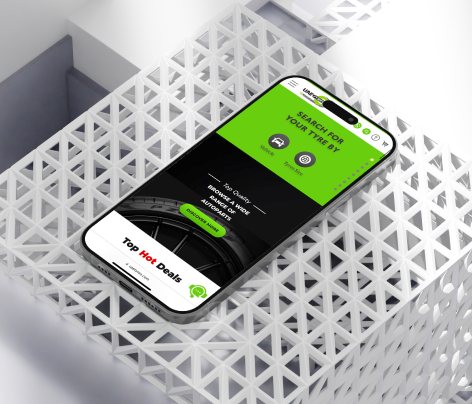 SEARCH FOR
YOUR TYRE BY
Vehicle
Tyre Size
Top Quality
BROWSE A WIDE
RANGE OF
AUTOPARTS
DISCOVER MORE
Top Hot Deals